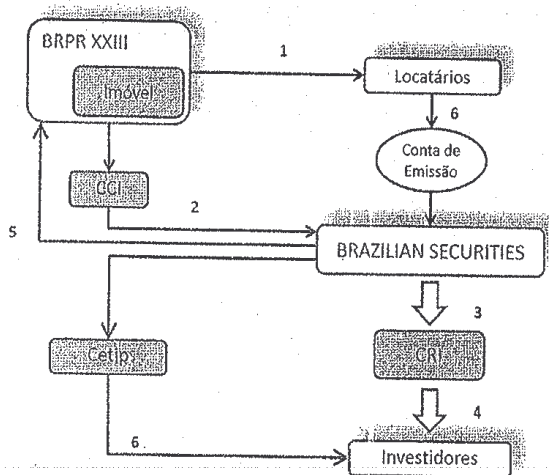 BRPR XXIII
Imóvel
1
Locatários
6
Conta de
Emissão
CCI
2
5
BRAZILIAN SECURITIES
3
Cetip
CRI
4
6
Investidores